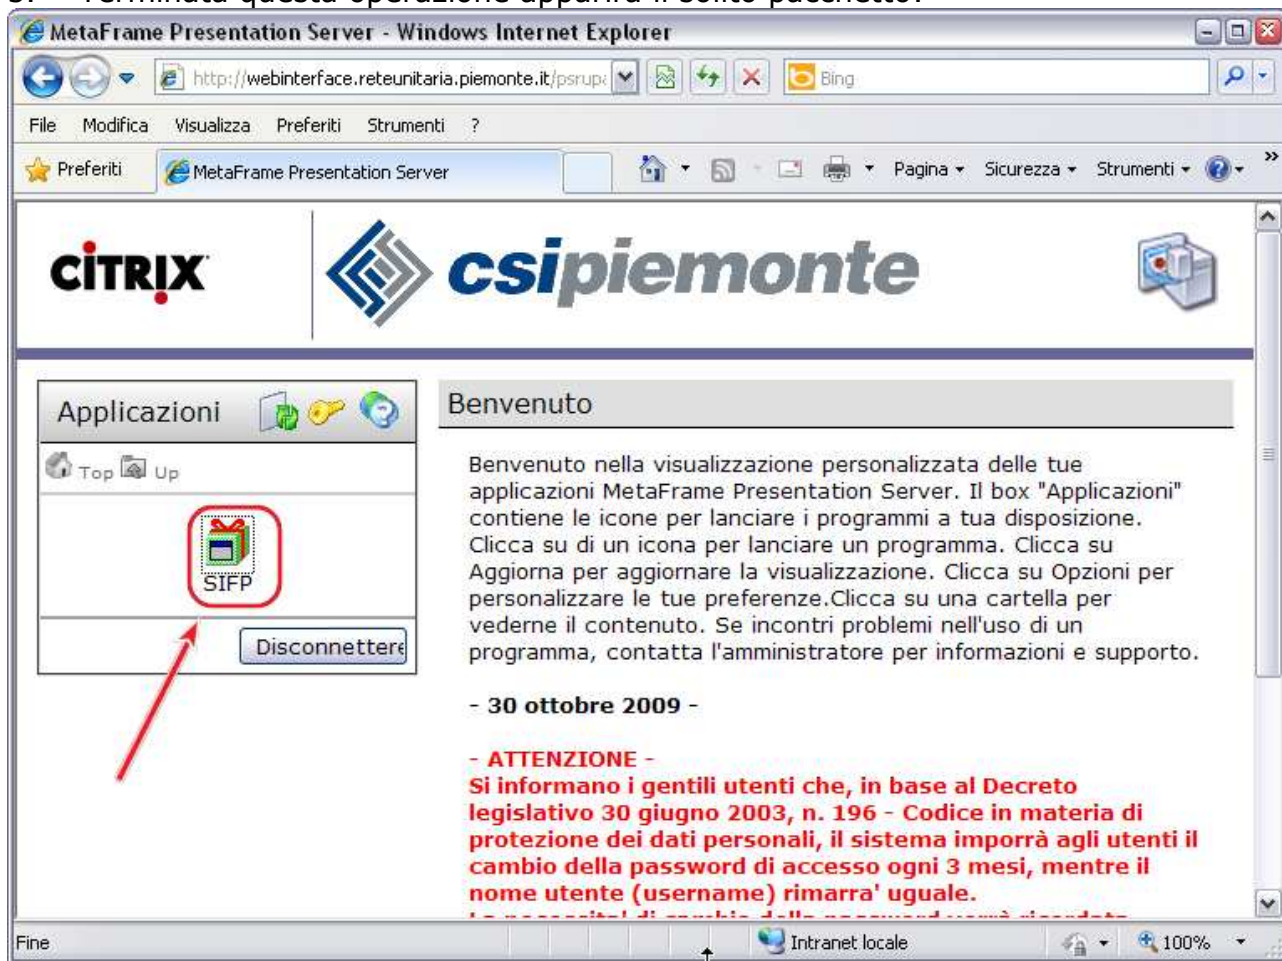 Terminata questa operazione apparirà il solito pacchetto.
MetaFrame Presentation Server - Windows Internet Explorer
http://webinterface.reteunitaria.piemonte.it/psrupa
Bing
File Modifica Visualizza Preferiti Strumenti ?
Preferiti MetaFrame Presentation Server Pagina Sicurezza Strumenti »
CITRIX csipiemonte
Applicazioni
Benvenuto
Top Up
SIFP
Disconnettere
Benvenuto nella visualizzazione personalizzata delle tue
applicazioni MetaFrame Presentation Server. Il box "Applicazioni"
contiene le icone per lanciare i programmi a tua disposizione.
Clicca su di un icona per lanciare un programma. Clicca su
Aggiorna per aggiornare la visualizzazione. Clicca su Opzioni per
personalizzare le tue preferenze.Clicca su una cartella per
vederne il contenuto. Se incontri problemi nell'uso di un
programma, contatta l'amministratore per informazioni e supporto.
- 30 ottobre 2009 -
- ATTENZIONE -
Si informano i gentili utenti che, in base al Decreto
legislativo 30 giugno 2003, n. 196 - Codice in materia di
protezione dei dati personali, il sistema imporrà agli utenti il
cambio della password di accesso ogni 3 mesi, mentre il
nome utente (username) rimarra' uguale.
Fine Intranet locale 100%